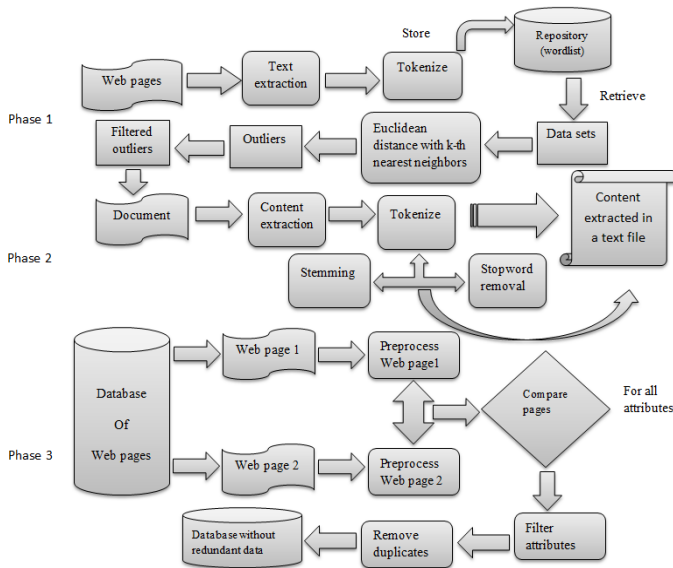 Store
Repository
(wordlist)
Web pages
Text
extraction
Tokenize
Retrieve
Phase 1
Filtered
outliers
Outliers
Euclidean
distance with k-th
nearest neighbors
Data sets
Document
Content
extraction
Tokenize
Content
extracted in
a text file
Phase 2
Stemming
Stopword
removal
Database
Of
Web pages
Web page 1
Preprocess
Web page1
Compare
pages
For all
attributes
Phase 3
Web page 2
Preprocess
Web page 2
Database without
redundant data
Remove
duplicates
Filter
attributes